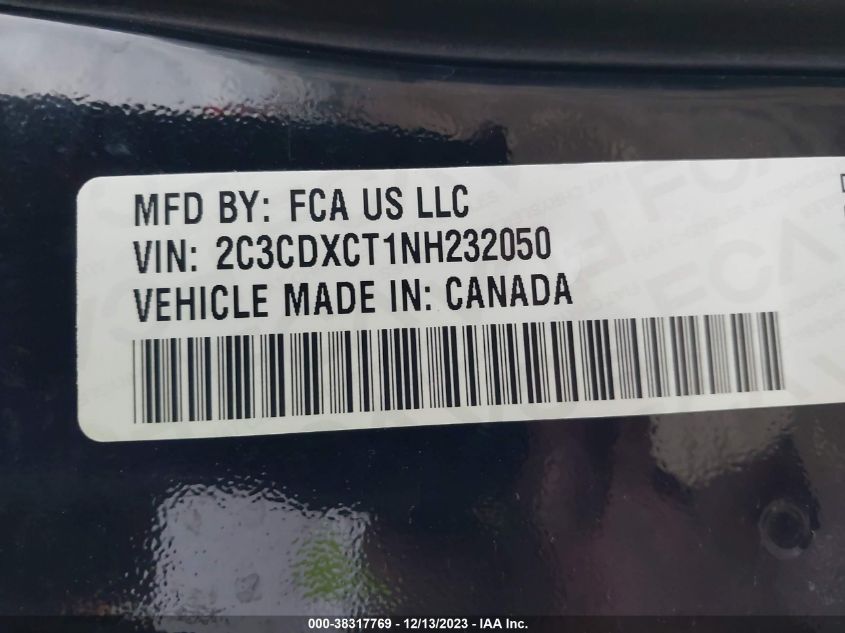 MFD BY: FCA US LLC
VIN: 2C3CDXCT1NH232050
VEHICLE MADE IN: CANADA
000-38317769 - 12/13/2023 - IAA Inc.